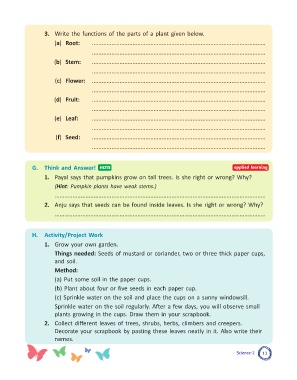 3. Write the functions of the parts of a plant given below.
(a) Root:
(b) Stem:
(c) Flower:
(d) Fruit:
(e) Leaf:
(f) Seed:
G. Think and Answer! HOTS applied learning
1. Payal says that pumpkins grow on tall trees. Is she right or wrong? Why?
(Hint: Pumpkin plants have weak stems.)
2. Anju says that seeds can be found inside leaves. Is she right or wrong? Why?
H. Activity/Project Work
1. Grow your own garden.
Things needed: Seeds of mustard or coriander, two or three thick paper cups,
and soil.
Method:
(a) Put some soil in the paper cups.
(b) Plant about four or five seeds in each paper cup.
(c) Sprinkle water on the soil and place the cups on a sunny windowsill.
Sprinkle water on the soil regularly. After a few days, you will observe small
plants growing in the cups. Draw them in your scrapbook.
2. Collect different leaves of trees, shrubs, herbs, climbers and creepers.
Decorate your scrapbook by pasting these leaves neatly in it. Also write their
names.
Science-2 13